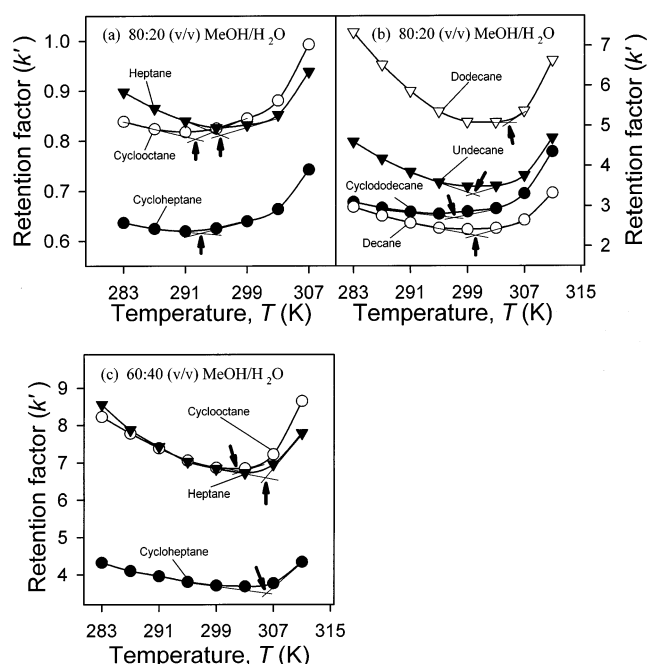 (a) 80:20 (v/v) MeOH/H2O
Retention factor (k′)
1.0
0.9
0.8
0.7
0.6
Heptane
Cyclooctane
Cycloheptane
283 291 299 307
Temperature, T (K)
(b) 80:20 (v/v) MeOH/H2O
Dodecane
Undecane
Cyclododecane
Decane
7
6
5
4
3
2
Retention factor (k′)
283 291 299 307 315
Temperature, T (K)
(c) 60:40 (v/v) MeOH/H2O
Retention factor (k′)
9
8
7
6
5
4
Cyclooctane
Heptane
Cycloheptane
283 291 299 307 315
Temperature, T (K)